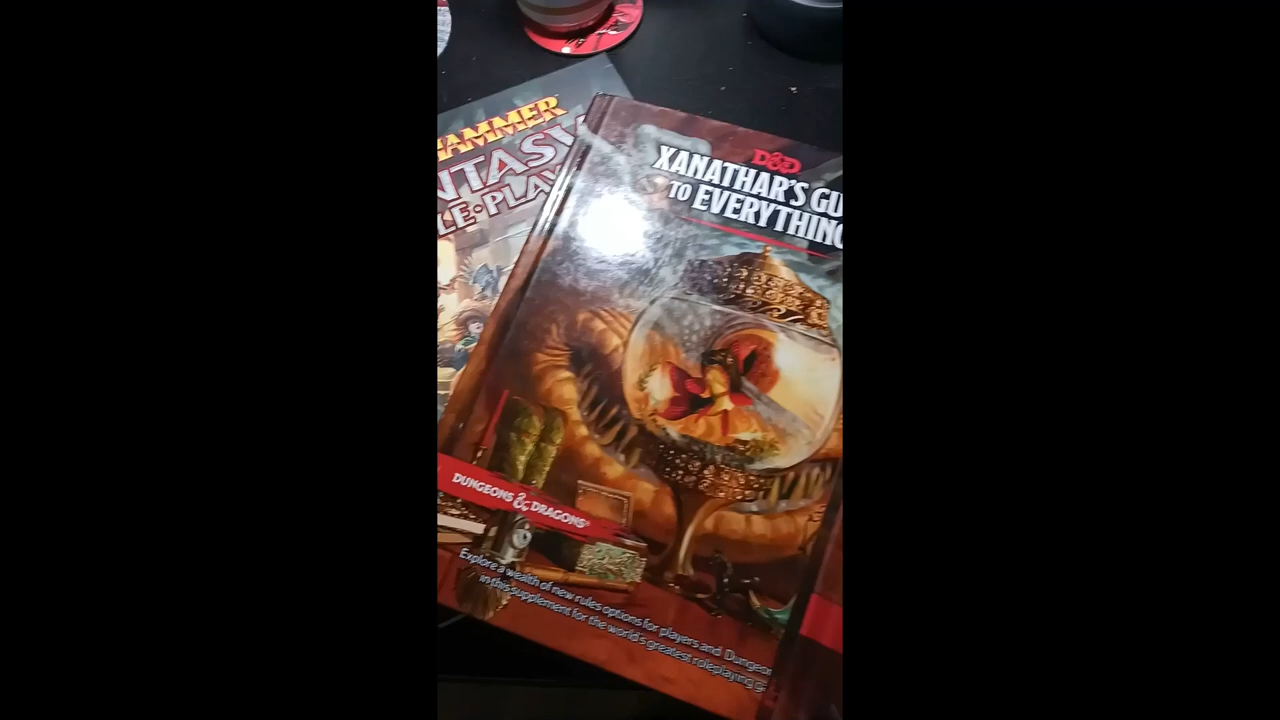 HAMMER
NTASY
LE·PLAY
D&D
XANATHAR'S GU
TO EVERYTHING
DUNGEONS & DRAGONS®
Explore a wealth of new rules options for players and Dungeon
in this supplement for the world's greatest roleplaying g